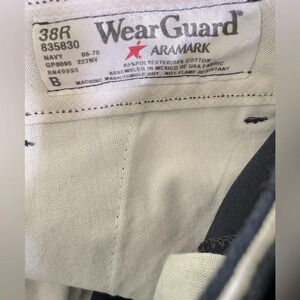 38R
WearGuard®
835830
ARAMARK
NAVY 06-70
GP0095 227NV
65%POLYESTER/35% COTTON
RN49995
ASSEMBLED IN MEXICO OF USA FABRIC
B
MACHINE WASH/TUMBLE DRY NOT FLAME RESISTANT